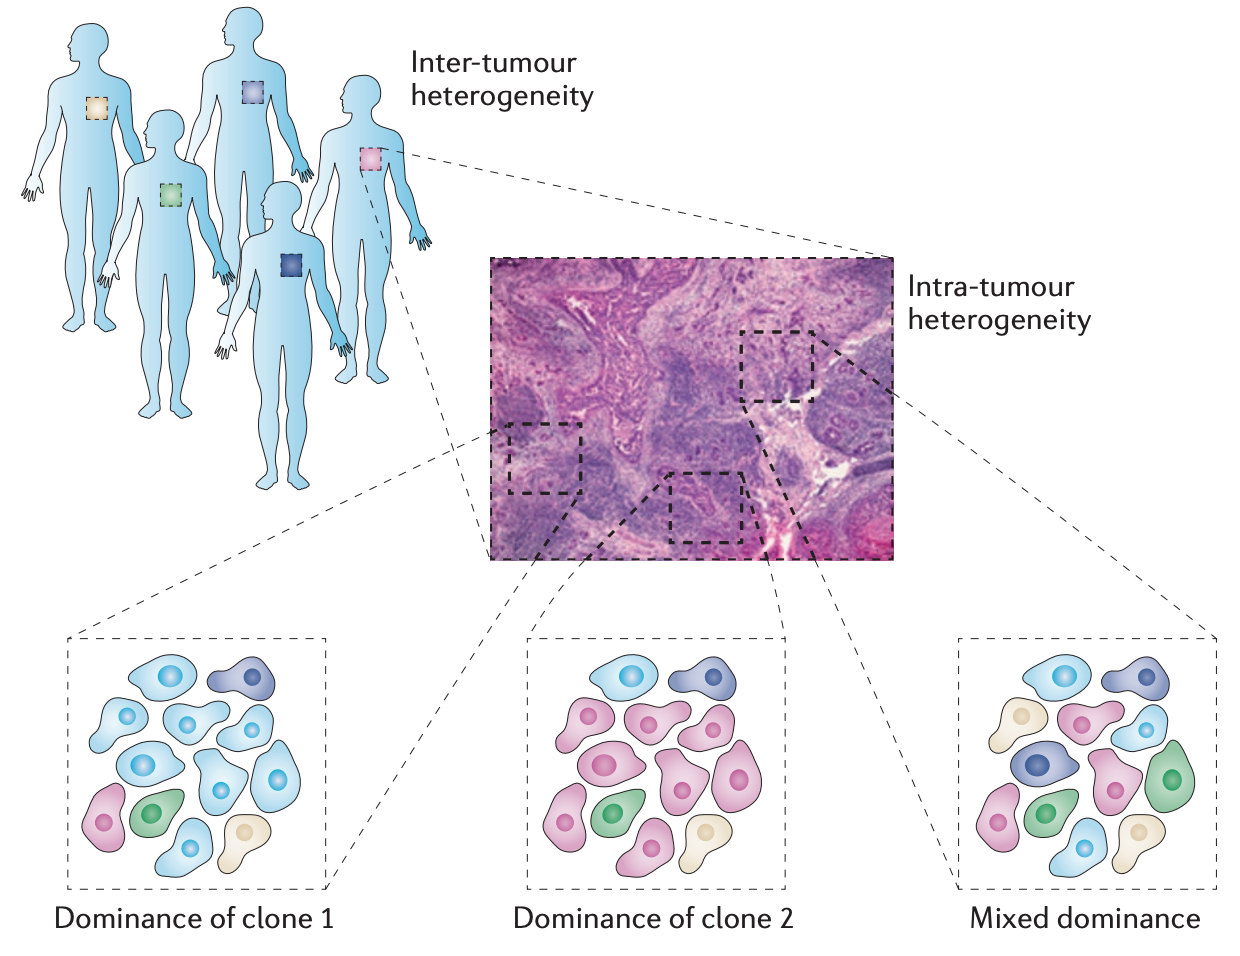 Inter-tumour
heterogeneity
Intra-tumour
heterogeneity
Dominance of clone 1
Dominance of clone 2
Mixed dominance